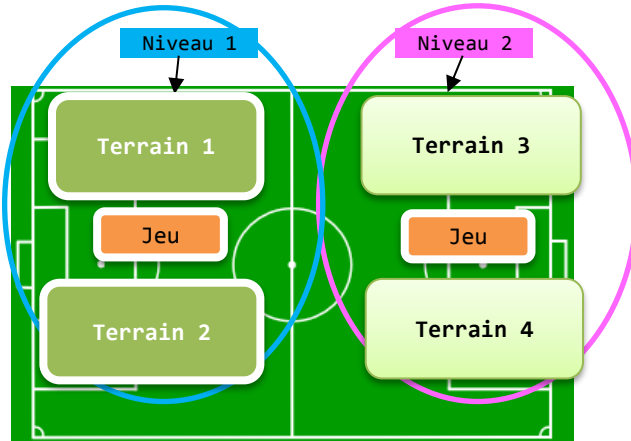 Niveau 1
Niveau 2
Terrain 1
Terrain 3
Jeu
Jeu
Terrain 2
Terrain 4